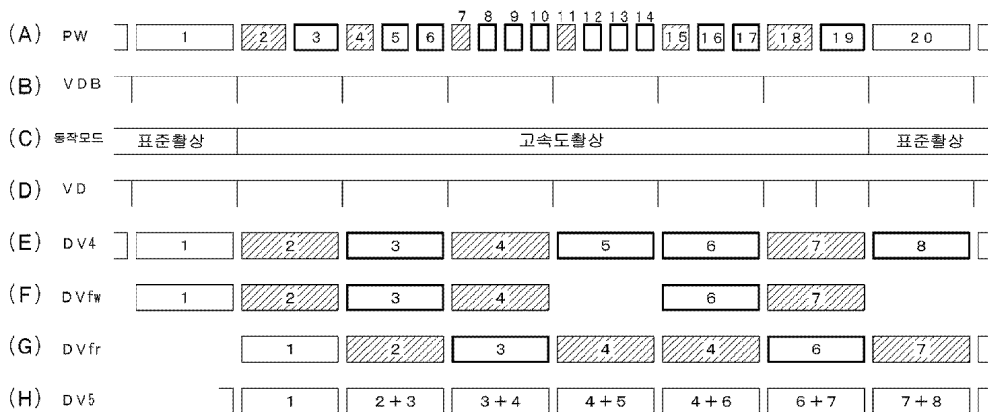 7 8 9 10 11 12 13 14
(A) PW 1 2 3 4 5 6 15 16 17 18 19 20
(B) VDB
(C) 동작모드 표준촬상 고속도촬상 표준촬상
(D) VD
(E) DV4 1 2 3 4 5 6 7 8
(F) DVfw 1 2 3 4 6 7
(G) DVfr 1 2 3 4 4 6 7
(H) DV5 1 2+3 3+4 4+5 4+6 6+7 7+8